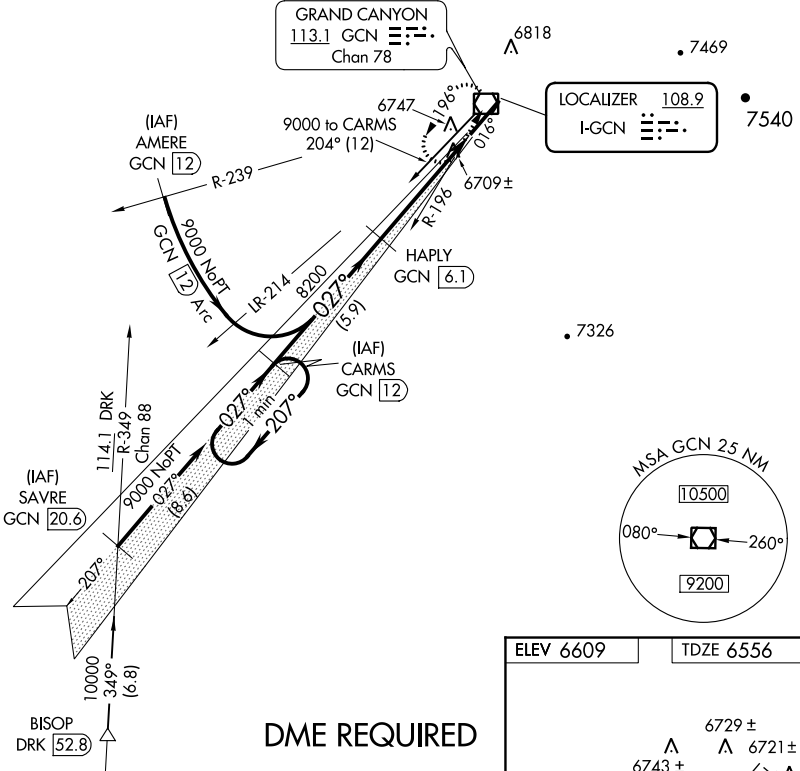 GRAND CANYON
113.1 GCN
Chan 78
6818
7469
LOCALIZER 108.9
I-GCN
7540
6747
196°
016°
9000 to CARMS
204° (12)
(IAF)
AMERE
GCN 12
R-239
6709±
R-196
HAPLY
GCN 6.1
9000 NoPT
GCN 12 Arc
LR-214
8200
027°
(5.9)
7326
(IAF)
CARMS
GCN 12
027°
1 min
207°
114.1 DRK
R-349
Chan 88
(IAF)
SAVRE
GCN 20.6
9000 NoPT
027°
(8.6)
207°
MSA GCN 25 NM
10500
080°
260°
9200
10000
349°
(6.8)
BISOP
DRK 52.8
DME REQUIRED
ELEV 6609
TDZE 6556
6729 ±
6721±
6743 ±